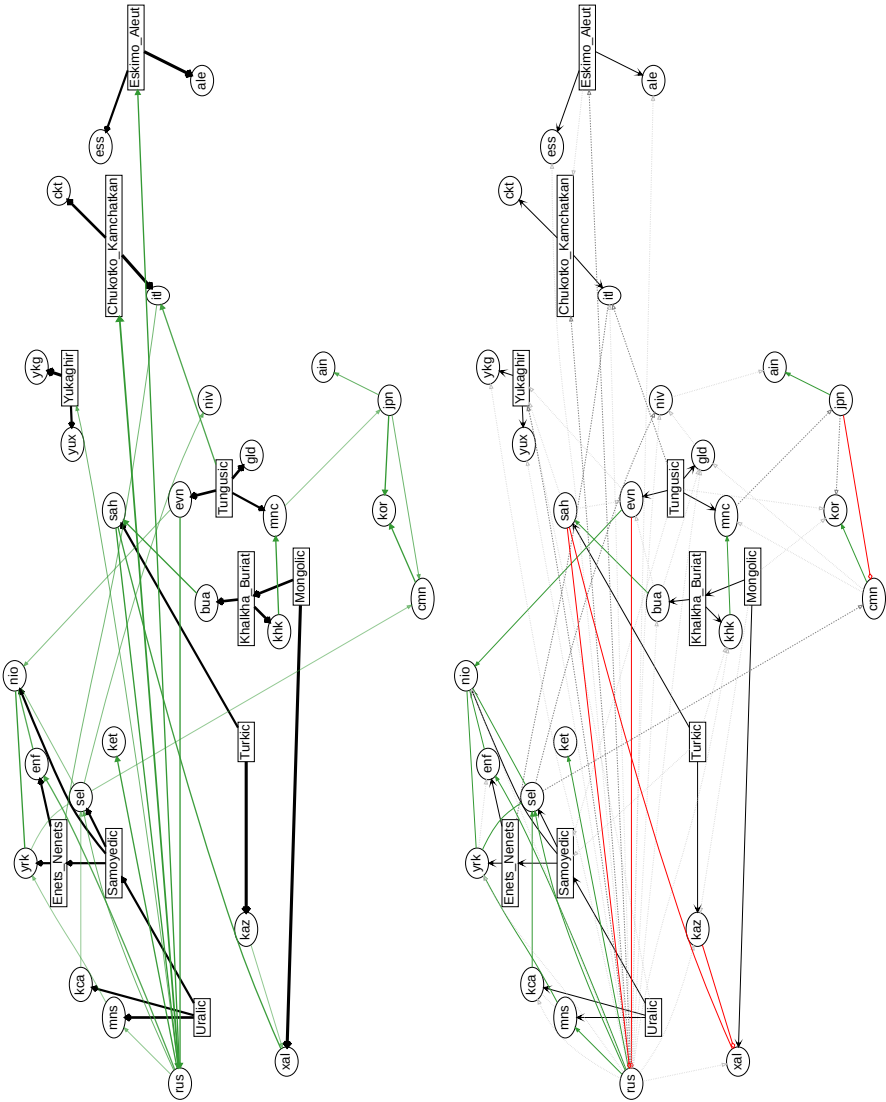 Eskimo_Aleut
ale
ess
ckt
Chukotko_Kamchatkan
itl
ykg
Yukaghir
yux
ain
jpn
niv
gld
Tungusic
evn
mnc
sah
kor
cmn
bua
Khalkha_Buriat
Mongolic
khk
nio
enf
ket
Turkic
sel
yrk
Enets_Nenets
Samoyedic
kaz
kca
mns
Uralic
rus
xal
Eskimo_Aleut
ale
ess
ckt
Chukotko_Kamchatkan
itl
ykg
Yukaghir
yux
ain
jpn
niv
gld
Tungusic
evn
mnc
sah
kor
cmn
bua
Khalkha_Buriat
Mongolic
khk
nio
enf
ket
Turkic
sel
yrk
Enets_Nenets
Samoyedic
kaz
kca
mns
Uralic
rus
xal